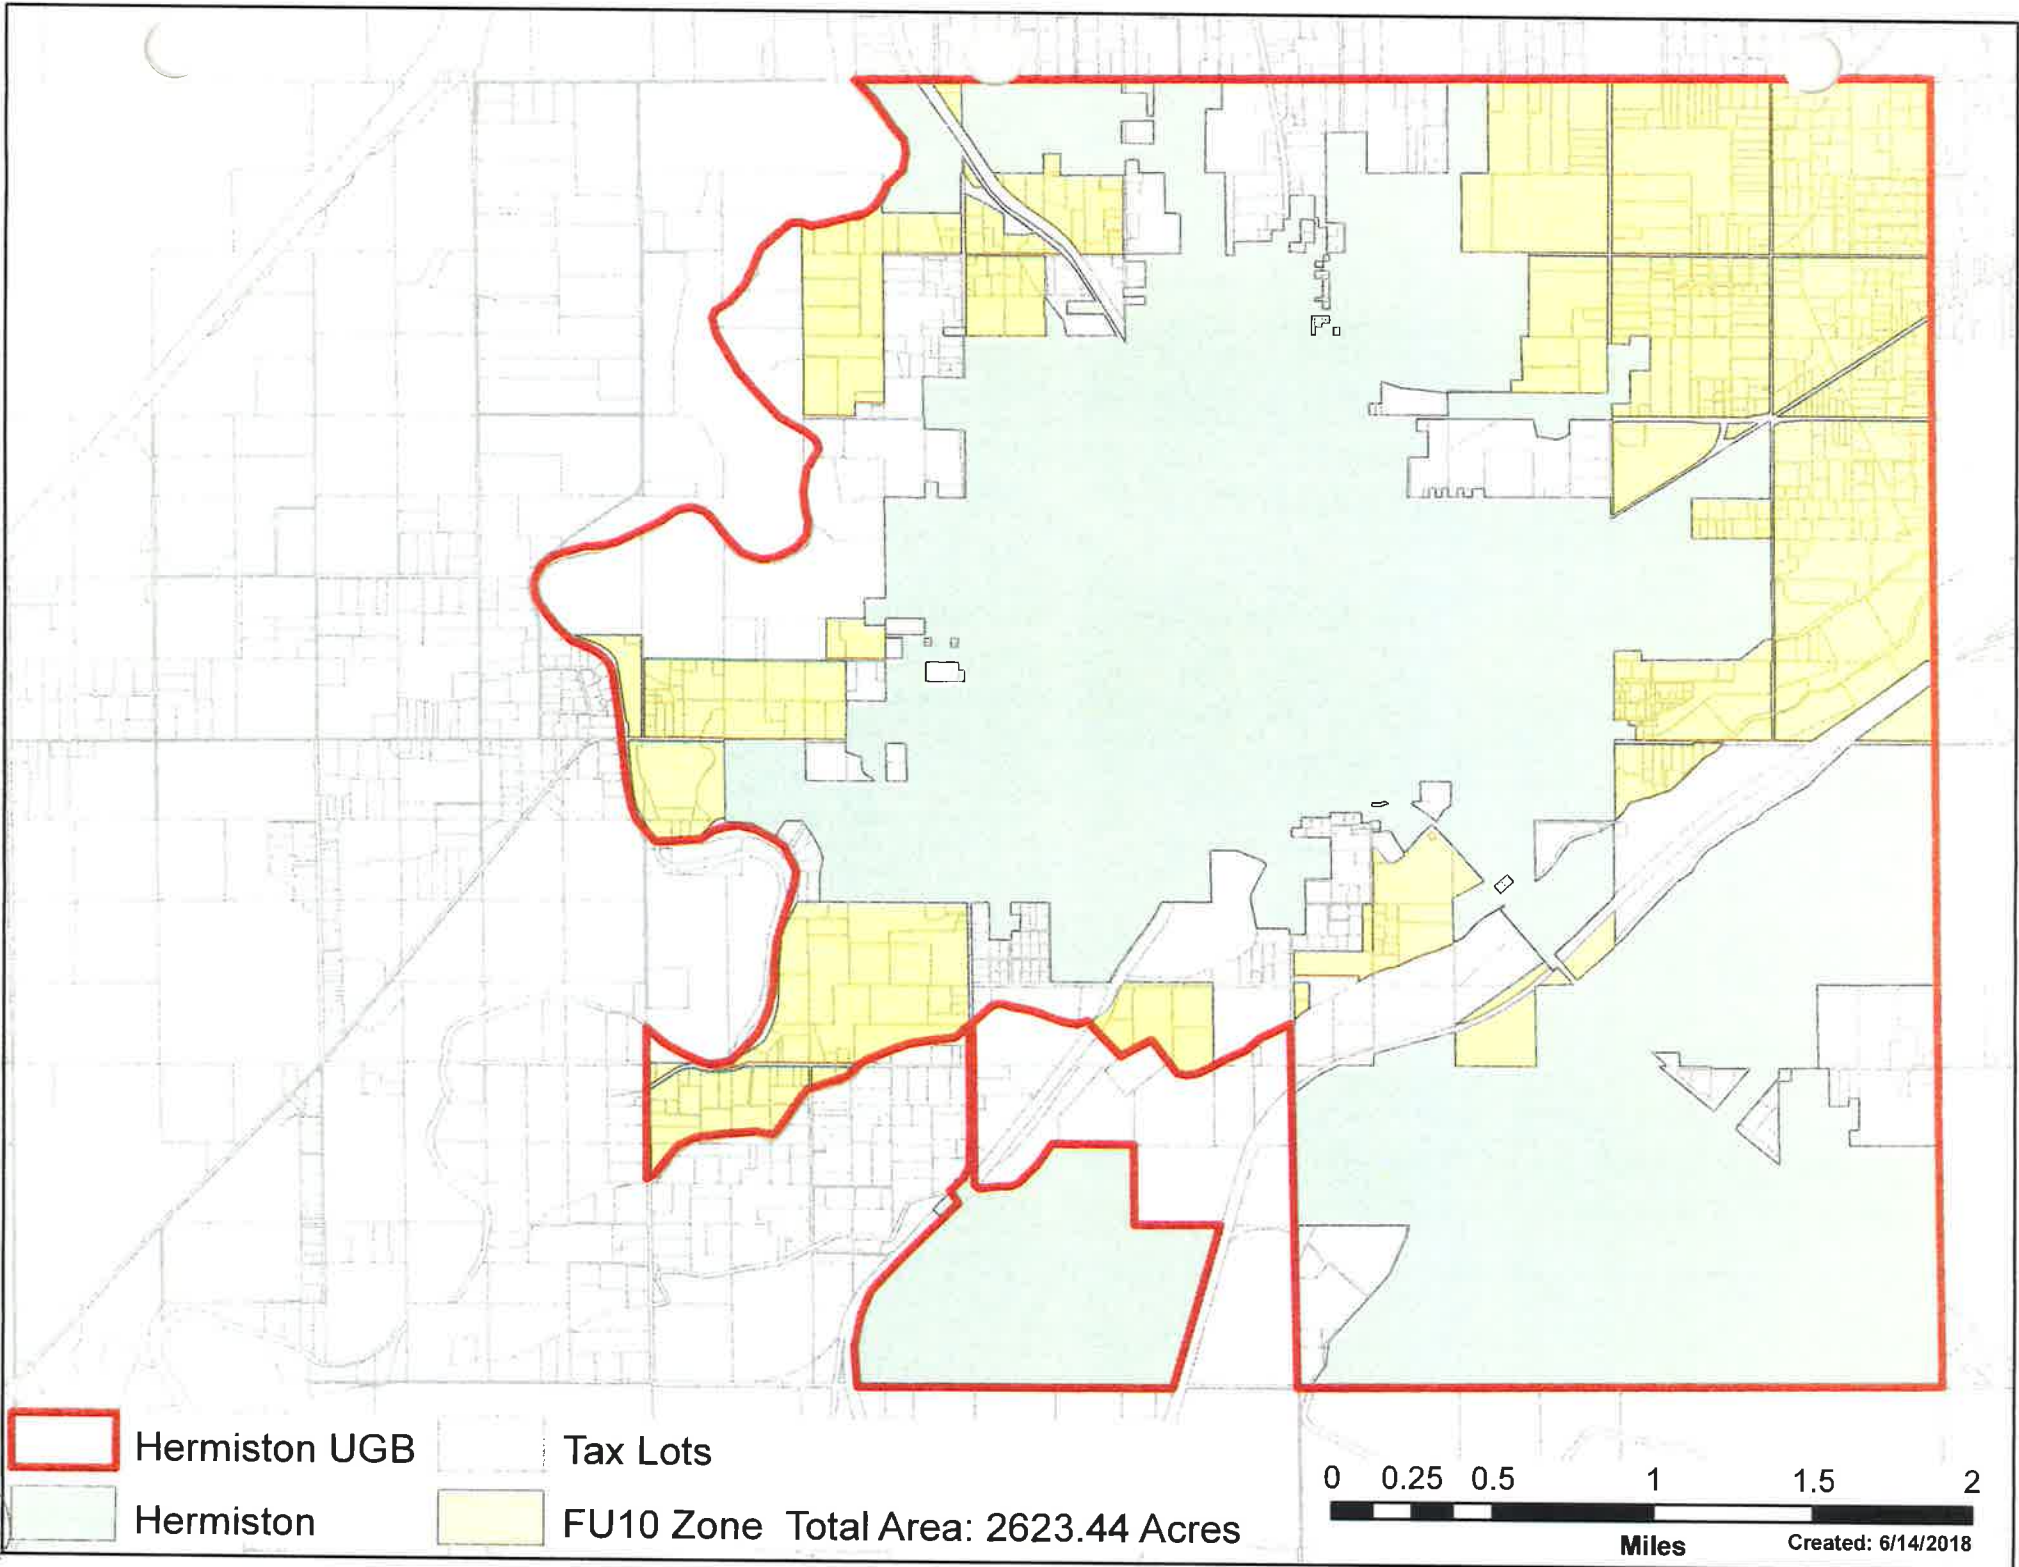 Hermiston UGB
Tax Lots
Hermiston
FU10 Zone Total Area: 2623.44 Acres
0 0.25 0.5 1 1.5 2
Miles
Created: 6/14/2018